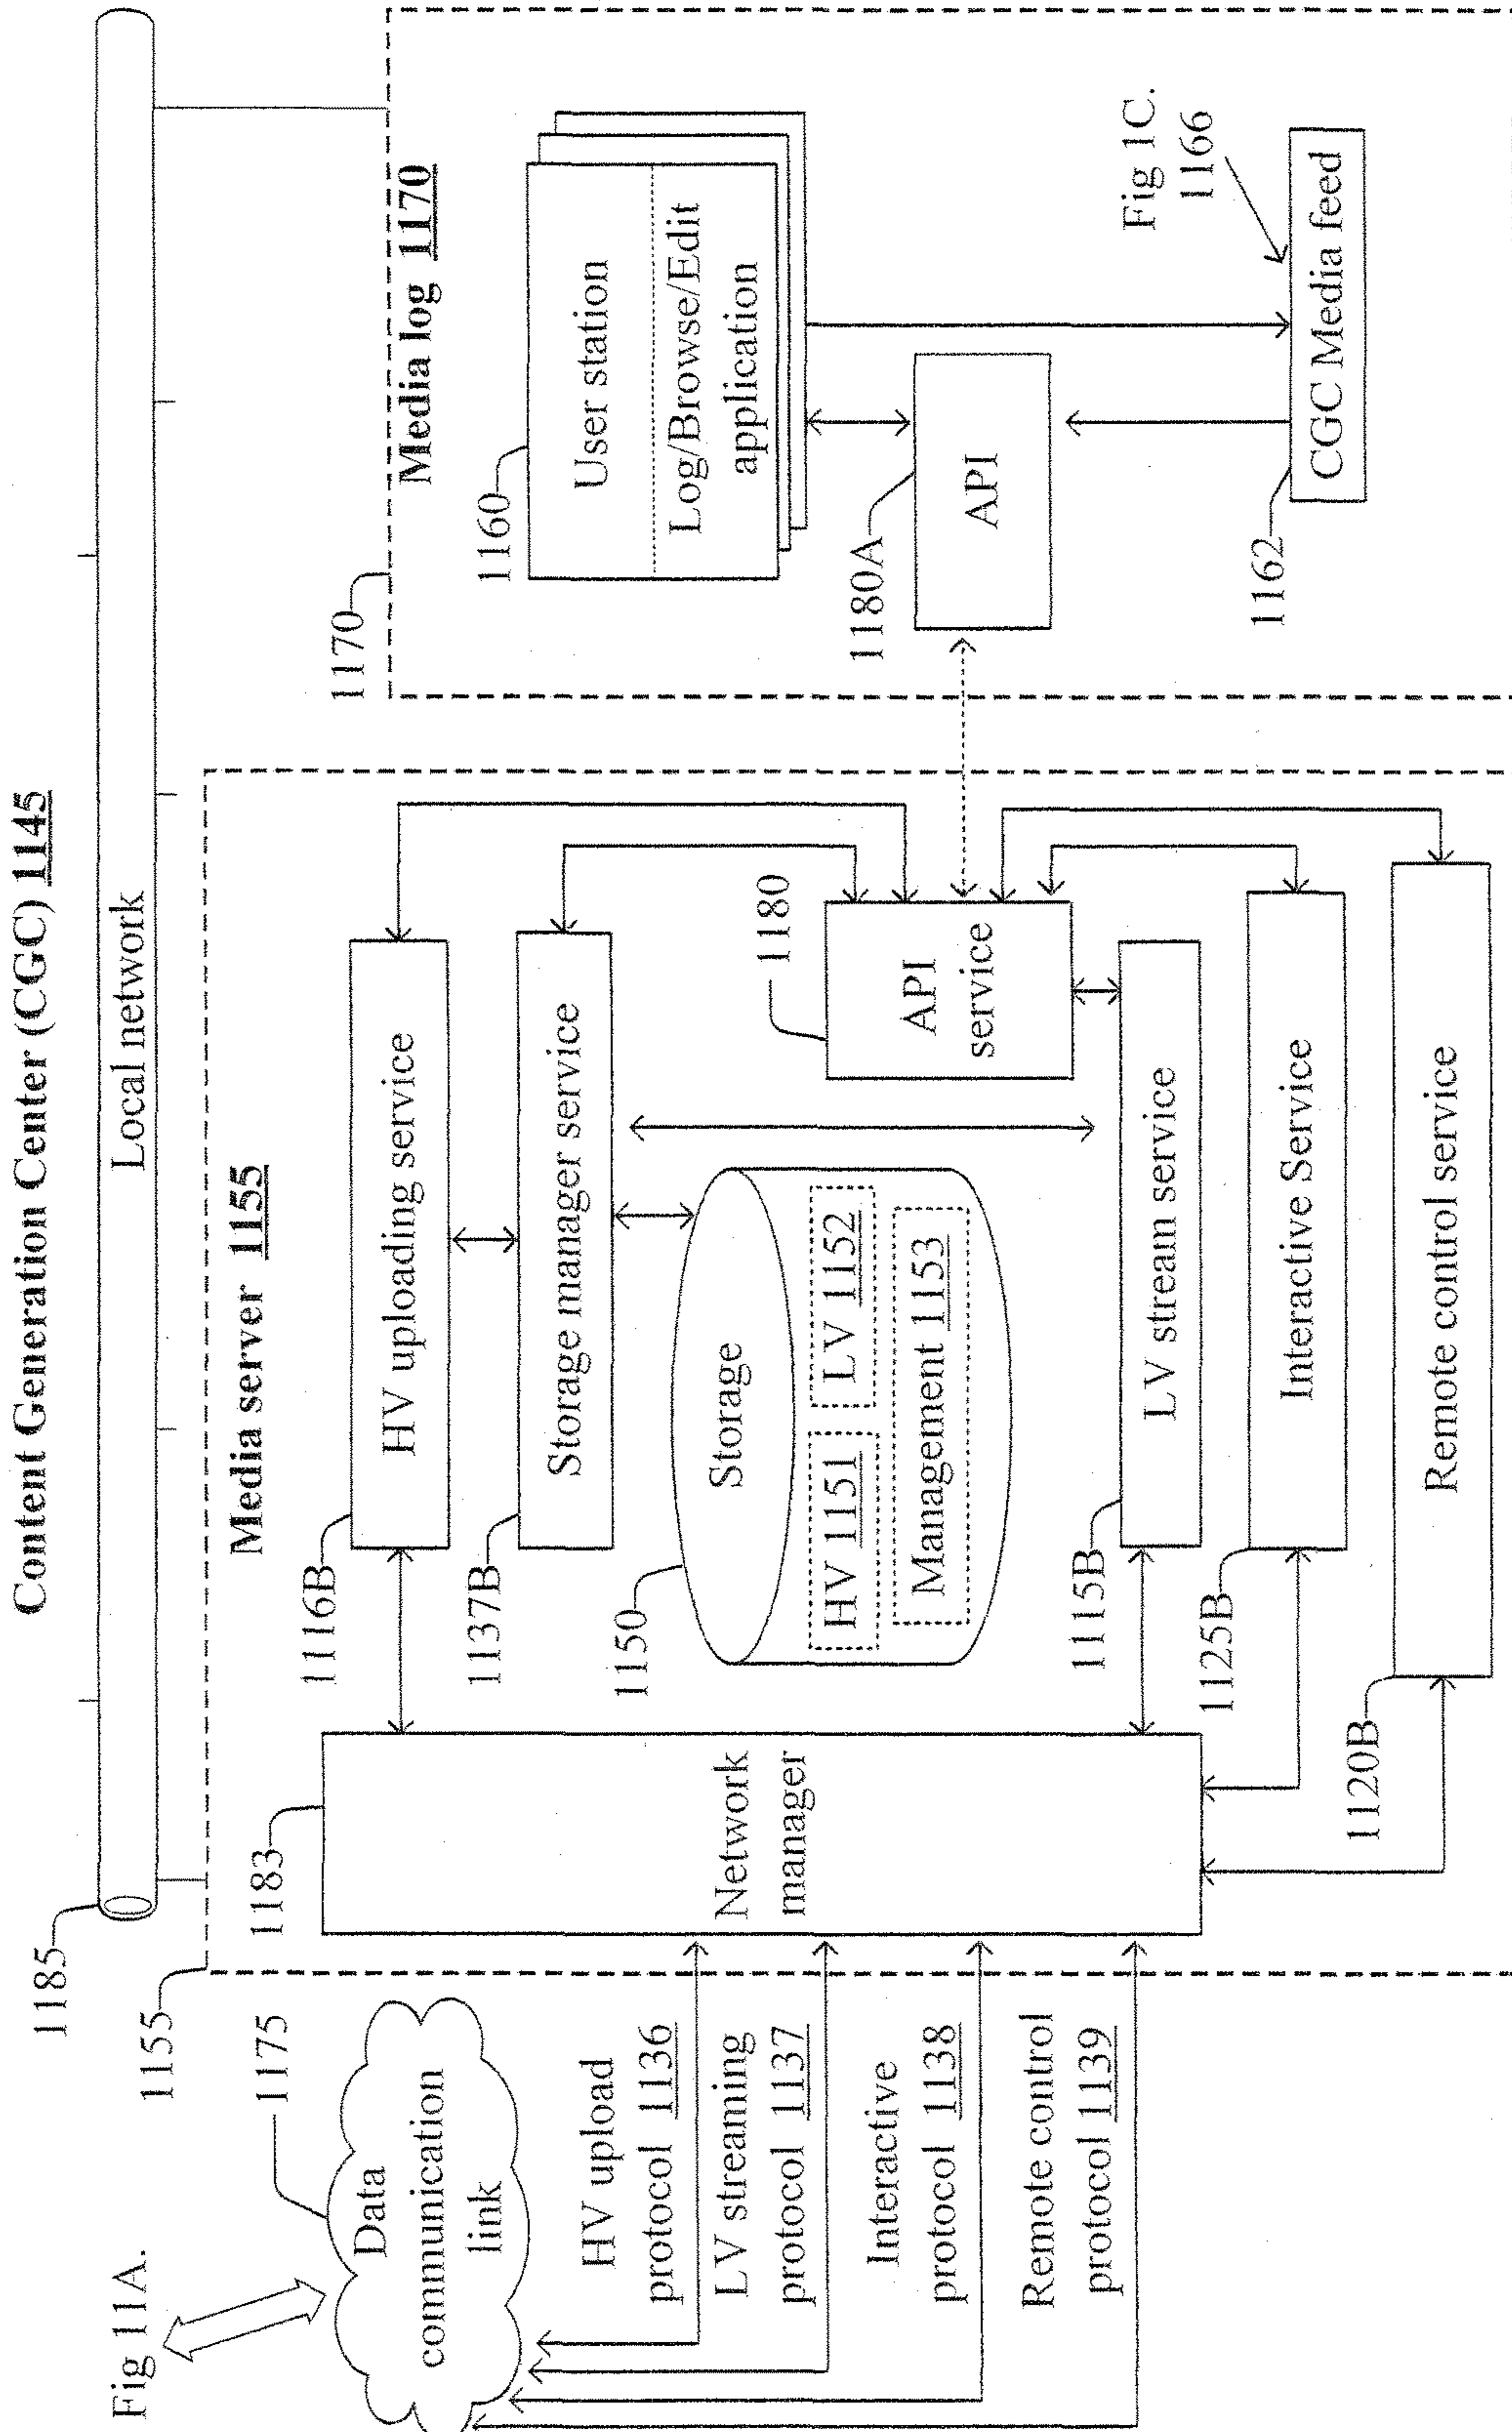 Content Generation Center (CGC) 1145
1185
Local network
1155
Fig 11A.
1175
Data
communication
link
HV upload
protocol 1136
LV streaming
protocol 1137
Interactive
protocol 1138
Remote control
protocol 1139
Media server 1155
1183
Network
manager
1116B
HV uploading service
1137B
Storage manager service
1150
Storage
HV 1151
LV 1152
Management 1153
1180
API
service
1115B
LV stream service
1125B
Interactive Service
1120B
Remote control service
1170
Media log 1170
1160
User station
Log/Browse/Edit
application
1180A
API
Fig 1C.
1166
1162
CGC Media feed